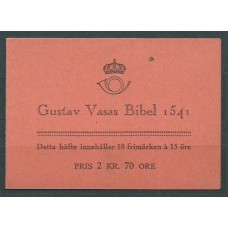 Gustav Vasas Bibel 1541
Detta häfte innehåller 18 frimärken à 15 öre
PRIS 2 KR. 70 ÖRE